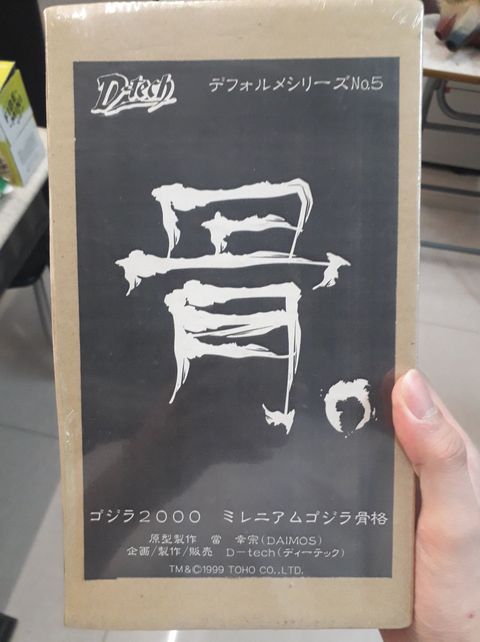 D-tech デフォルメシリーズNo.5
骨。
ゴジラ2000 ミレニアムゴジラ骨格
原型製作 當 幸宗(DAIMOS)
企画/製作/販売 D-tech(ディーテック)
TM&©1999 TOHO CO.,LTD.